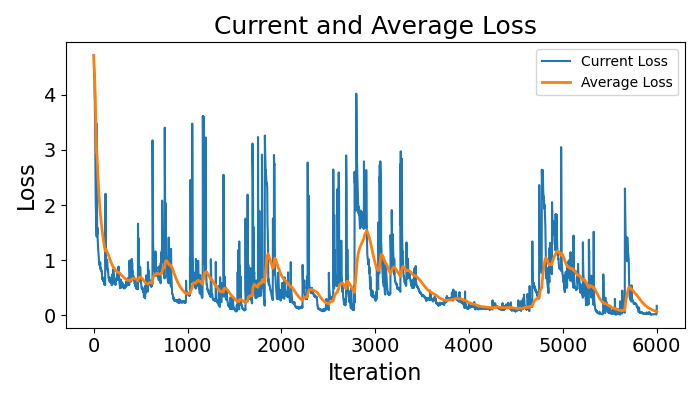 Current and Average Loss
Current Loss
Average Loss
Loss
4
3
2
1
0
0 1000 2000 3000 4000 5000 6000
Iteration